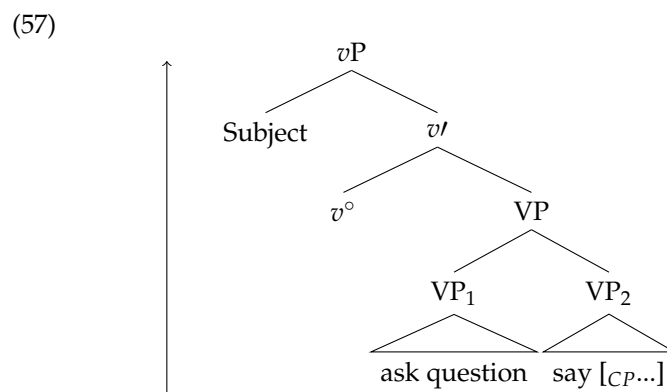 (57)
vP
Subject v′
v° VP
VP₁ VP₂
ask question say [CP...]